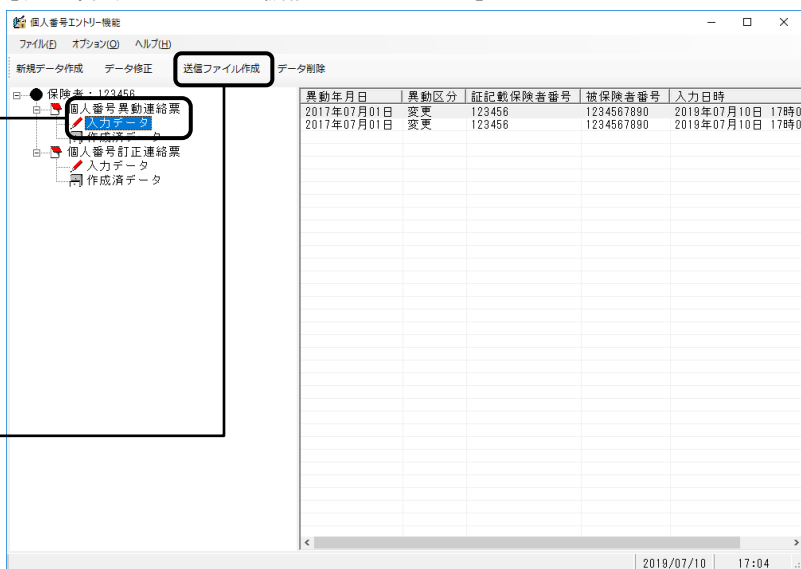 個人番号エントリー機能
ファイル(F) オプション(O) ヘルプ(H)
新規データ作成 データ修正 送信ファイル作成 データ削除
保険者：123456
個人番号異動連絡票
入力データ
作成済データ
個人番号訂正連絡票
入力データ
作成済データ
異動年月日 異動区分 証記載保険者番号 被保険者番号 入力日時
2017年07月01日 変更 123456 1234567890 2019年07月10日 17時0
2017年07月01日 変更 123456 1234567890 2019年07月10日 17時0
2019/07/10 17:04